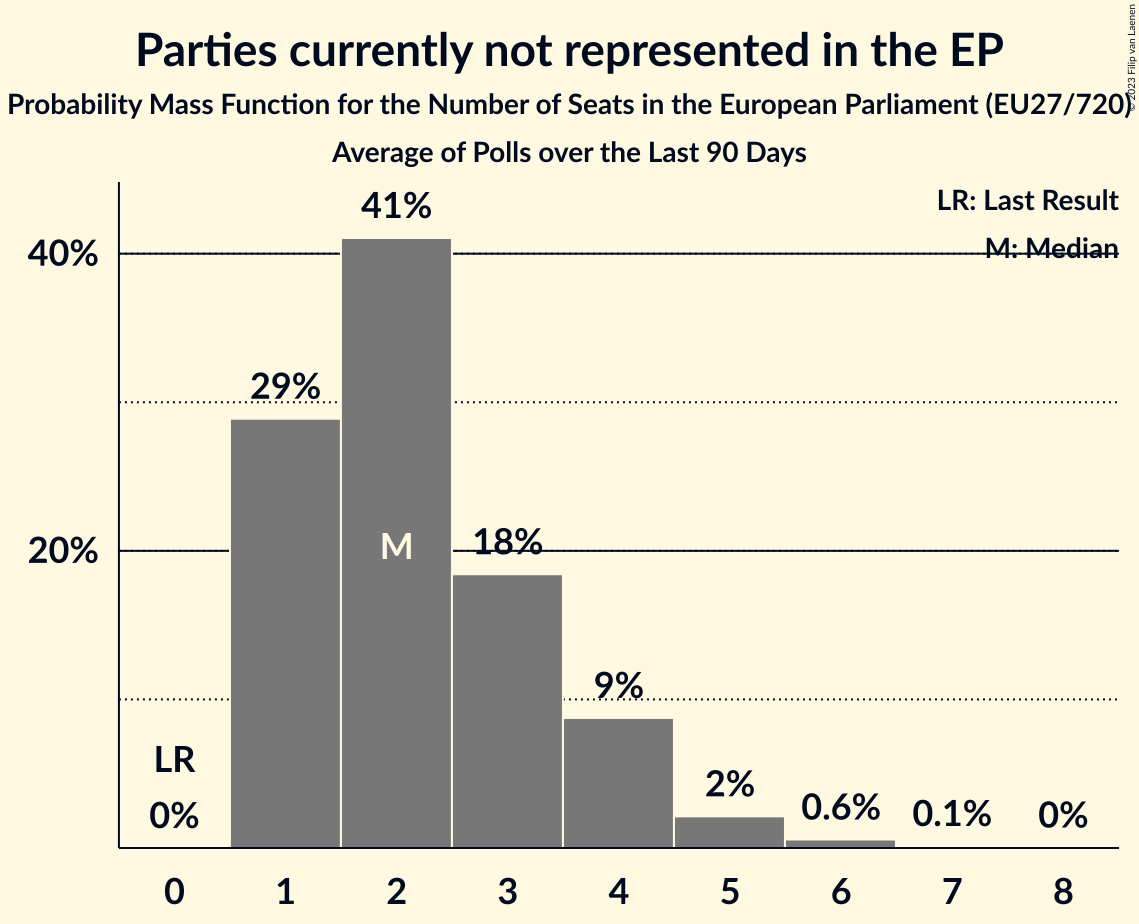 Parties currently not represented in the EP
Probability Mass Function for the Number of Seats in the European Parliament (EU27/720)
Average of Polls over the Last 90 Days
© 2023 Filip van Laenen
LR: Last Result
M: Median
40%
20%
41%
29%
M
18%
9%
LR
0%
2%
0.6%
0.1%
0%
0 1 2 3 4 5 6 7 8